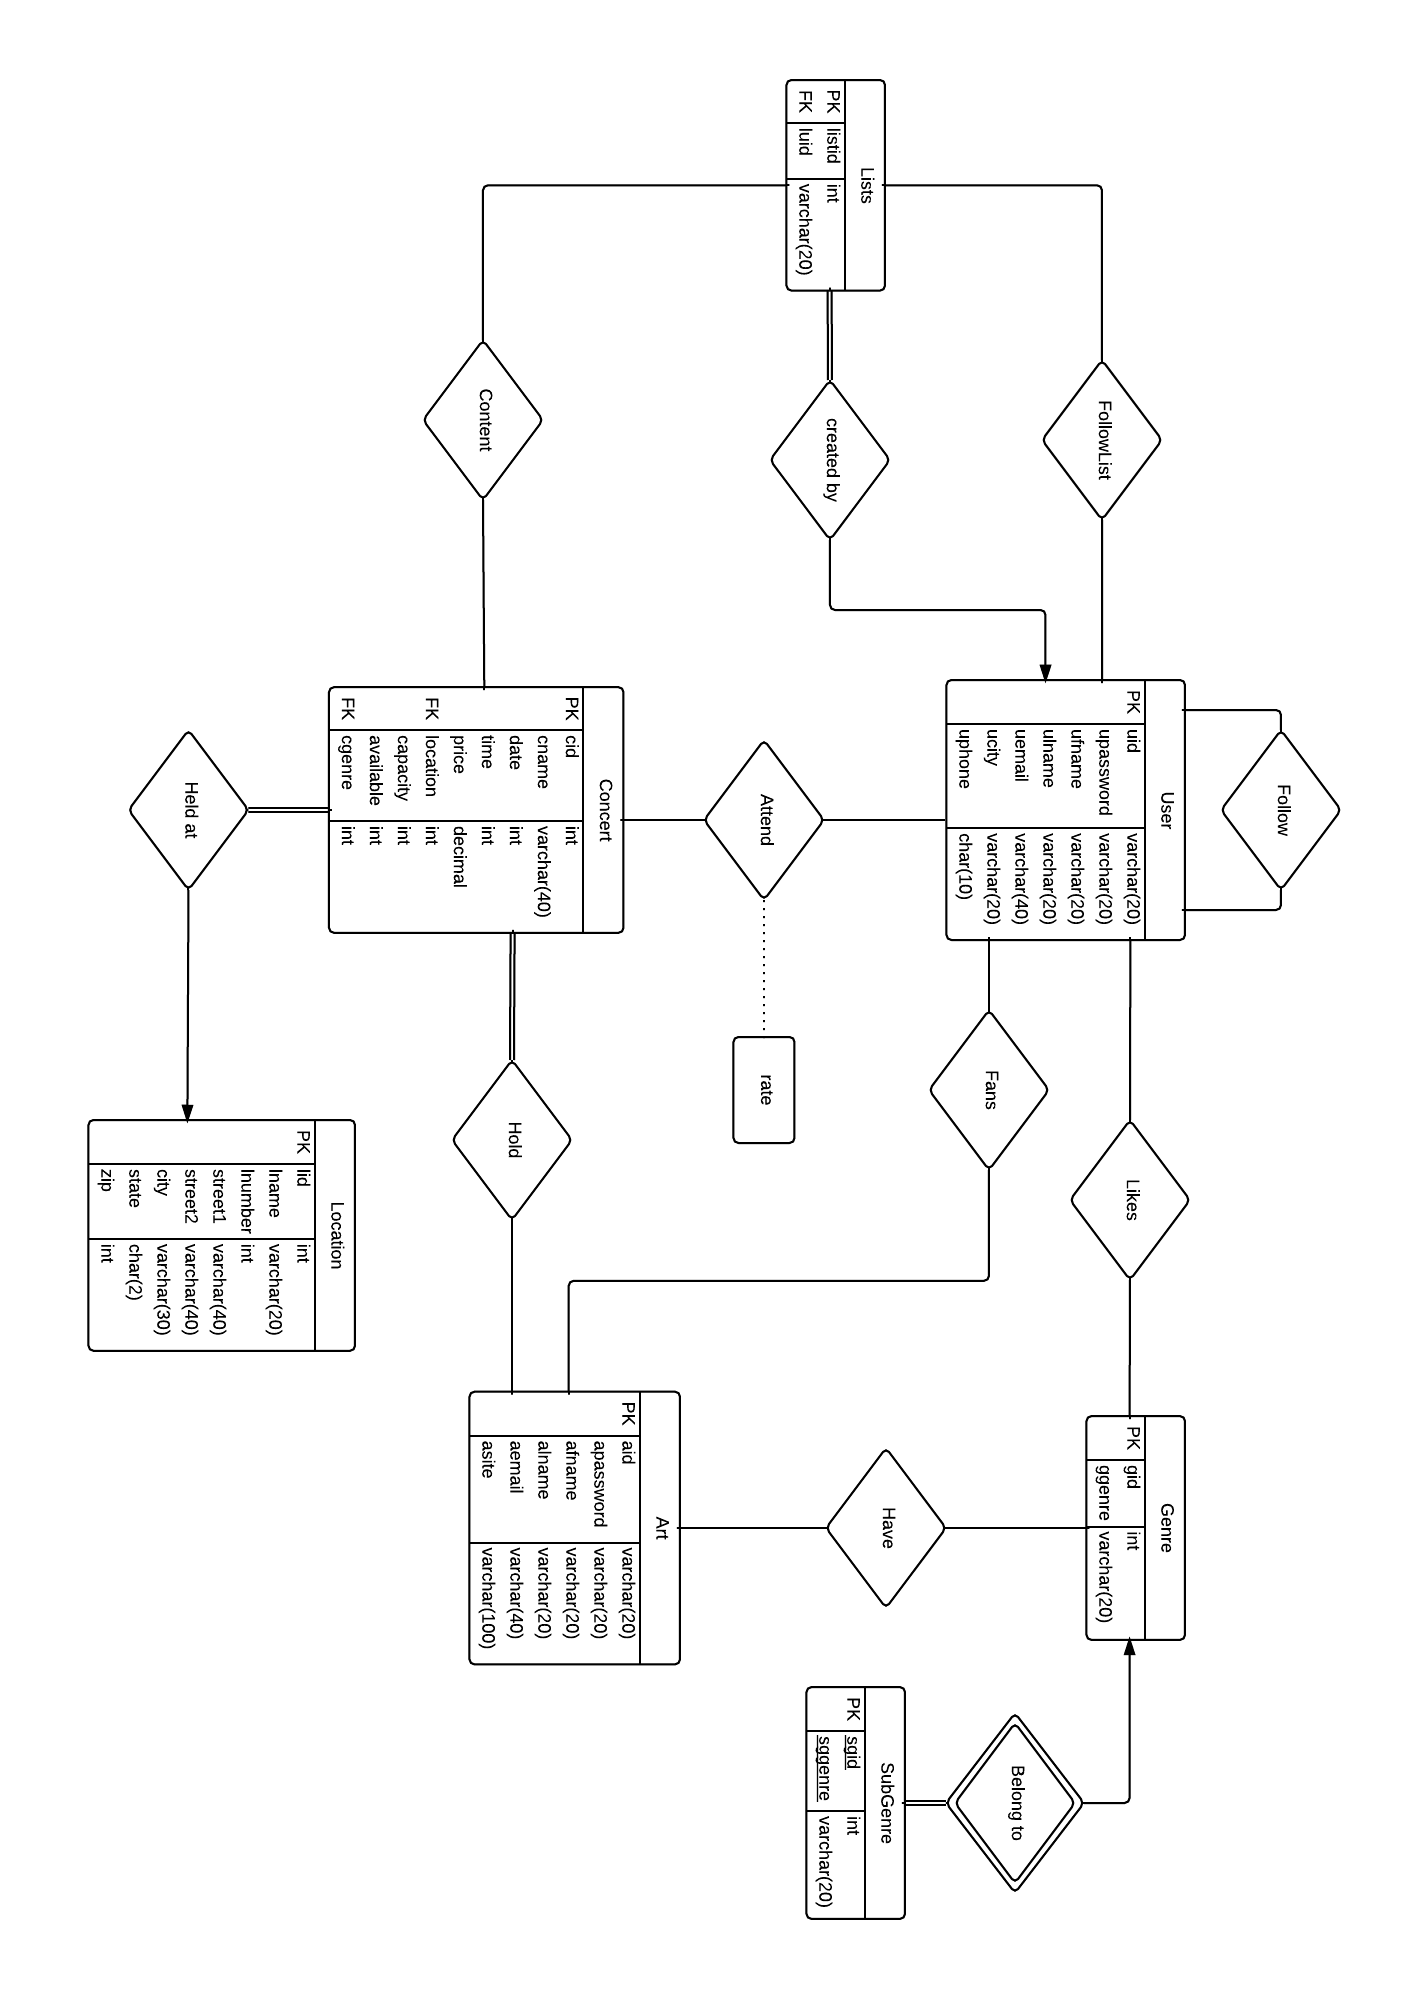 Follow
User
PK uid varchar(20)
upassword varchar(20)
ufname varchar(20)
ulname varchar(20)
uemail varchar(40)
ucity varchar(20)
uphone char(10)
Genre
PK gid int
ggenre varchar(20)
FollowList
Likes
Belong to
Fans
Lists
PK listid int
FK luid varchar(20)
created by
Have
SubGenre
PK sgid int
sggenre varchar(20)
Attend
rate
Art
PK aid varchar(20)
apassword varchar(20)
afname varchar(20)
alname varchar(20)
aemail varchar(40)
asite varchar(100)
Concert
PK cid int
cname varchar(40)
date int
time int
price decimal
FK location int
capacity int
available int
FK cgenre int
Hold
Content
Location
PK lid int
lname varchar(20)
lnumber int
street1 varchar(40)
street2 varchar(40)
city varchar(30)
state char(2)
zip int
Held at